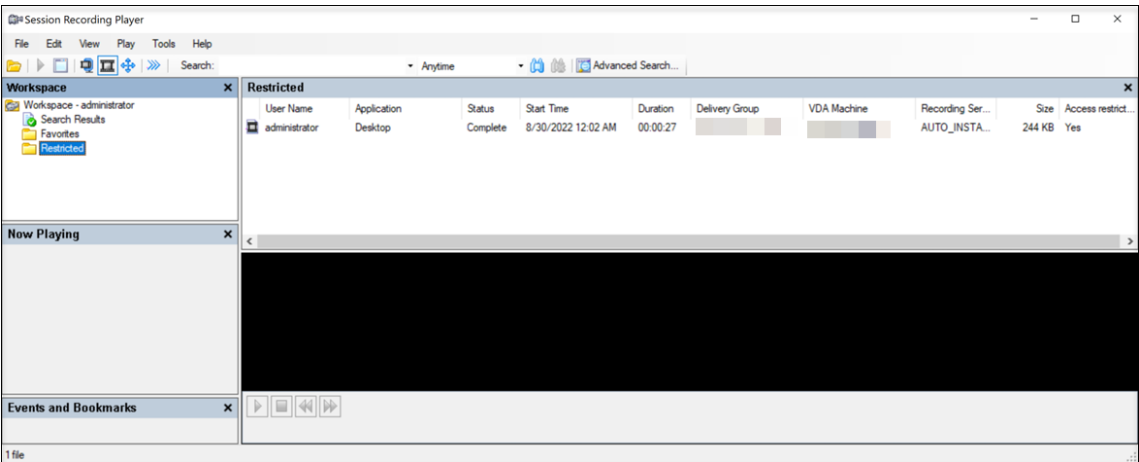 Session Recording Player
File Edit View Play Tools Help
Search: Anytime Advanced Search...
Workspace
Workspace - administrator
Search Results
Favorites
Restricted
Restricted
User Name Application Status Start Time Duration Delivery Group VDA Machine Recording Ser... Size Access restrict...
administrator Desktop Complete 8/30/2022 12:02 AM 00:00:27 AUTO_INSTA... 244 KB Yes
Now Playing
Events and Bookmarks
1 file